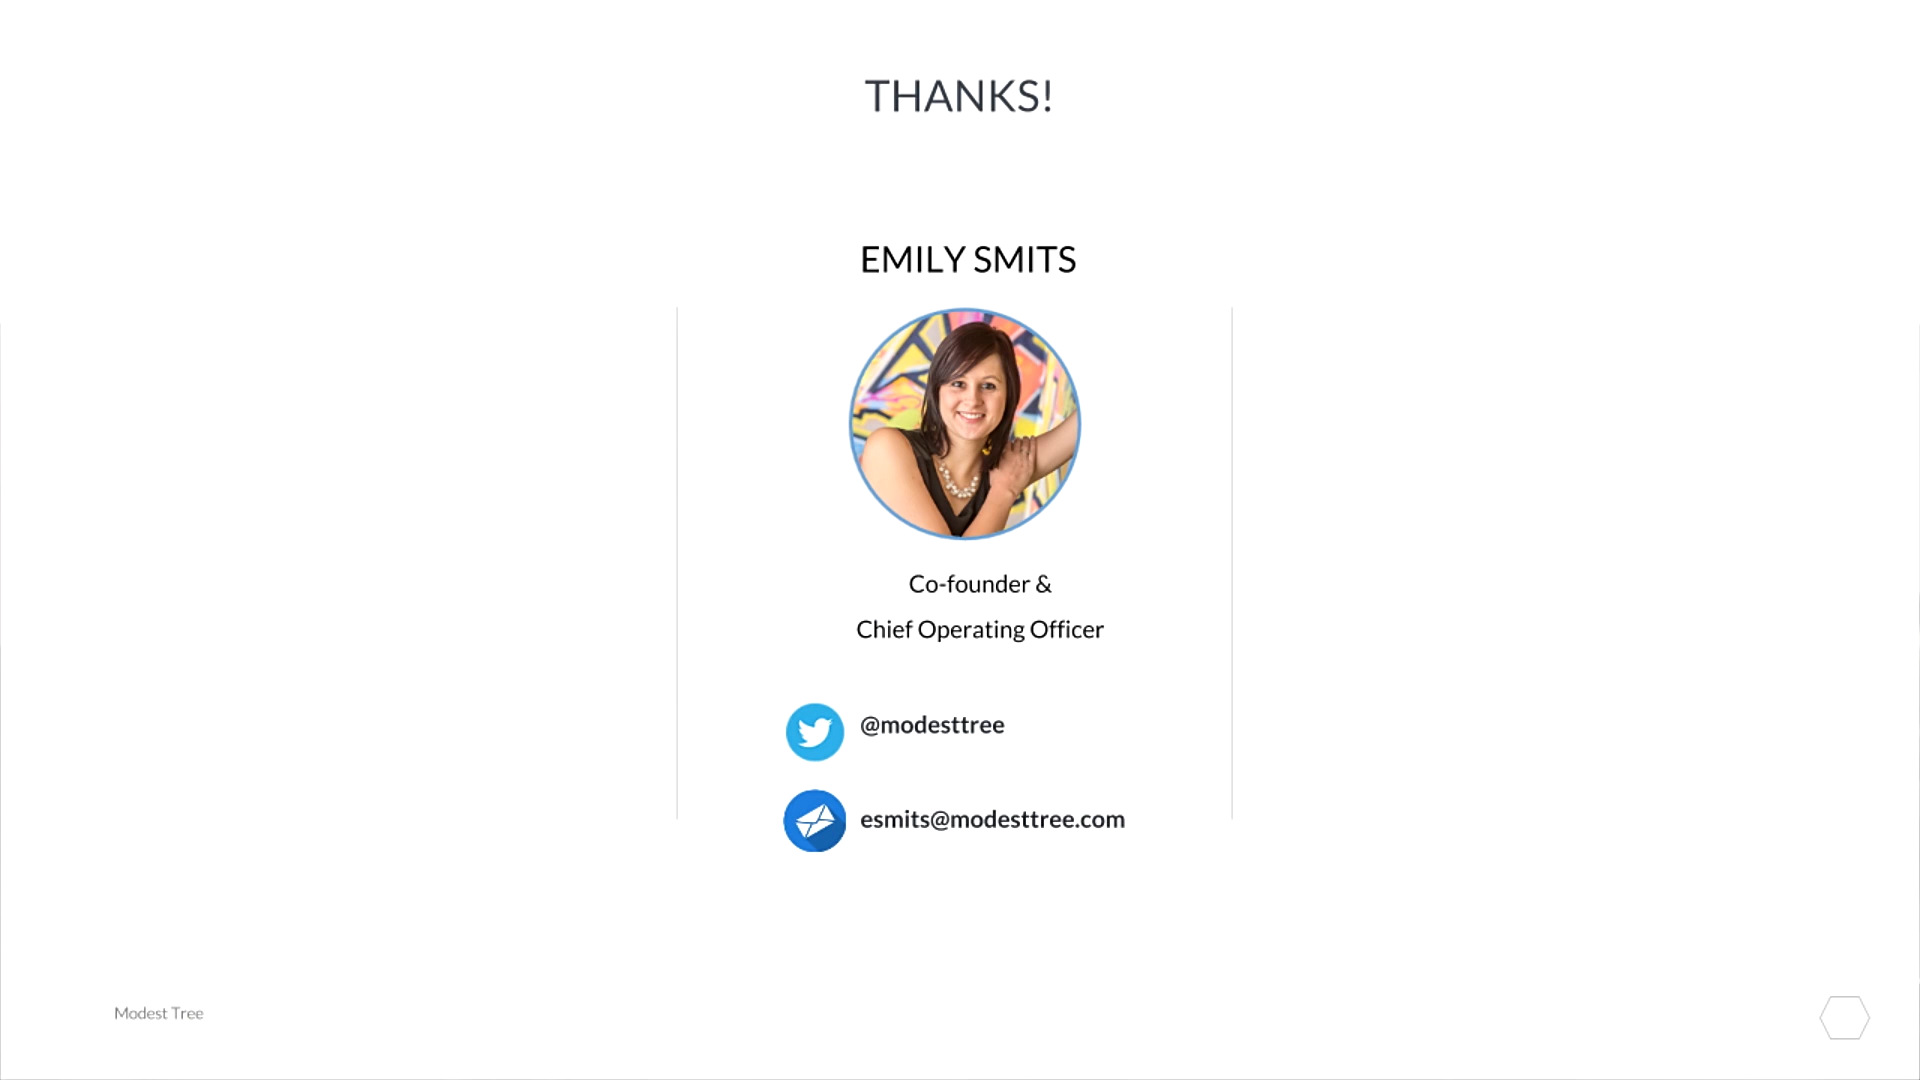 THANKS!
EMILY SMITS
Co-founder &
Chief Operating Officer
@modesttree
esmits@modesttree.com
Modest Tree